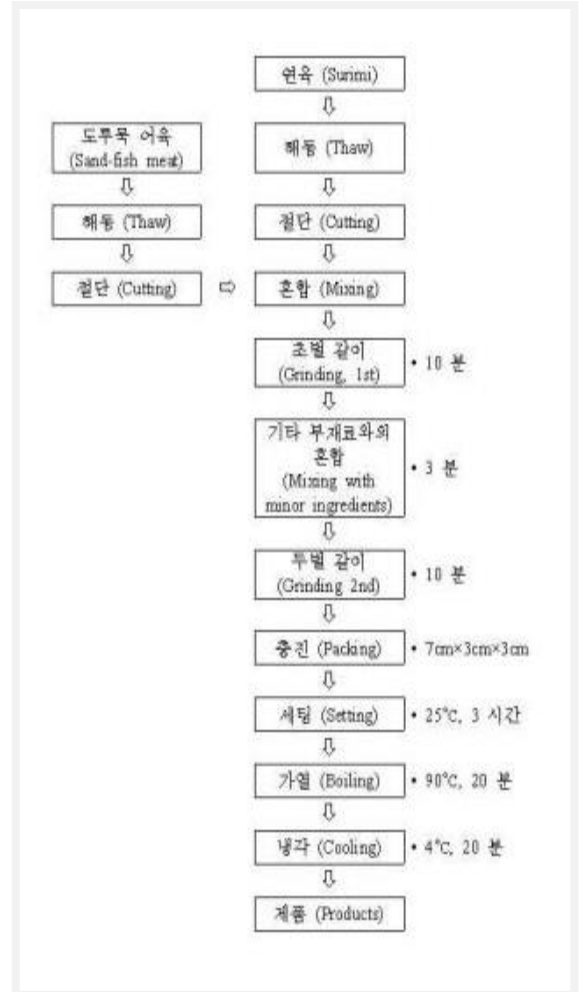 연육 (Surimi)
도루묵 어육
(Sand-fish meat)
해동 (Thaw)
해동 (Thaw)
절단 (Cutting)
절단 (Cutting)
혼합 (Mixing)
초벌 갈이
(Grinding, 1st)
• 10 분
기타 부재료와의
혼합
(Mixing with
minor ingredients)
• 3 분
두벌 갈이
(Grinding 2nd)
• 10 분
충진 (Packing)
• 7cm×3cm×3cm
세팅 (Setting)
• 25°C, 3 시간
가열 (Boiling)
• 90°C, 20 분
냉각 (Cooling)
• 4°C, 20 분
제품 (Products)